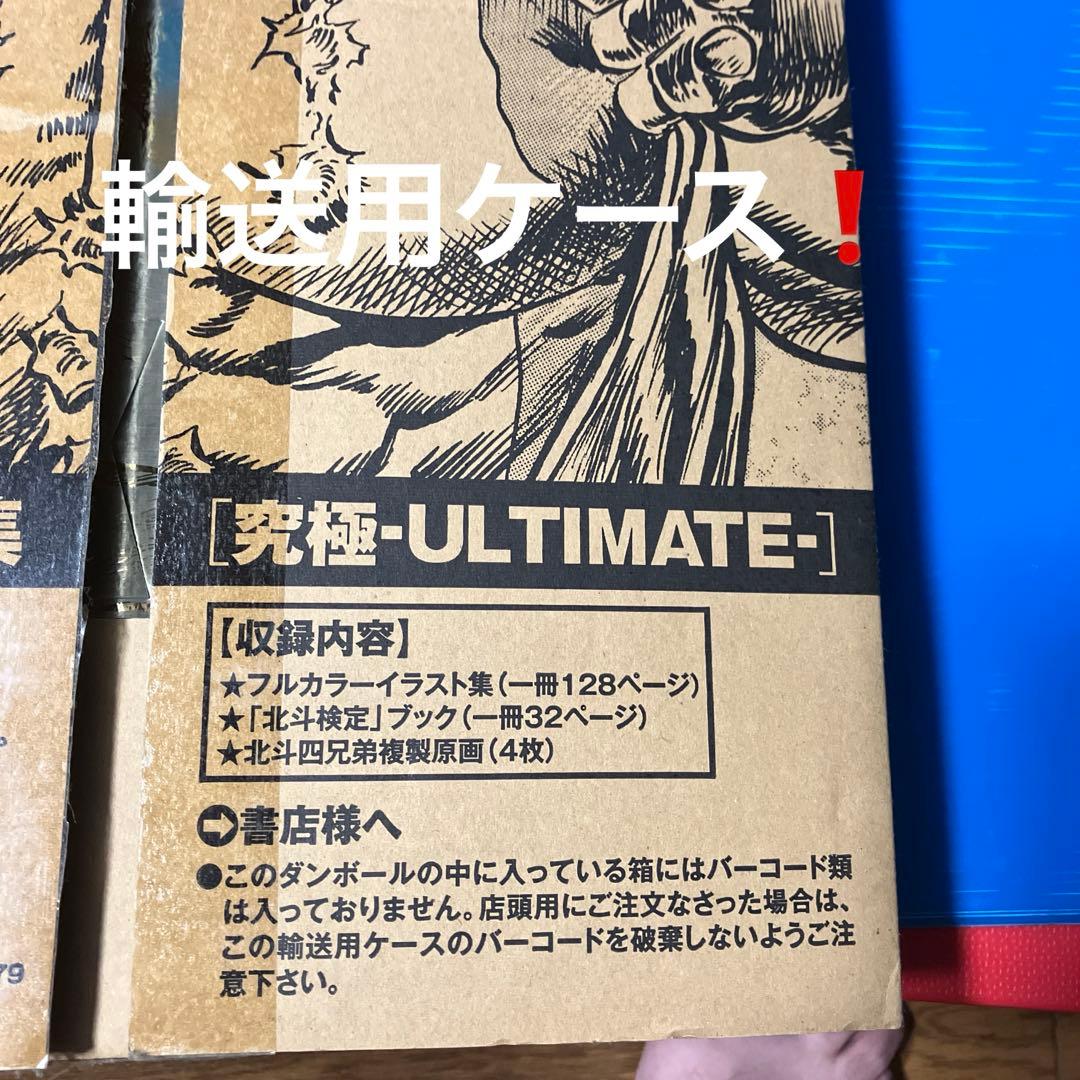 輸送用ケース❗
集
[究極-ULTIMATE-]
【収録内容】
★フルカラーイラスト集(一冊128ページ)
★「北斗検定」ブック(一冊32ページ)
★北斗四兄弟複製原画(4枚)
➡書店様へ
●このダンボールの中に入っている箱にはバーコード類
は入っておりません。店頭用にご注文なさった場合は、
この輸送用ケースのバーコードを破棄しないようご注
意下さい。
79